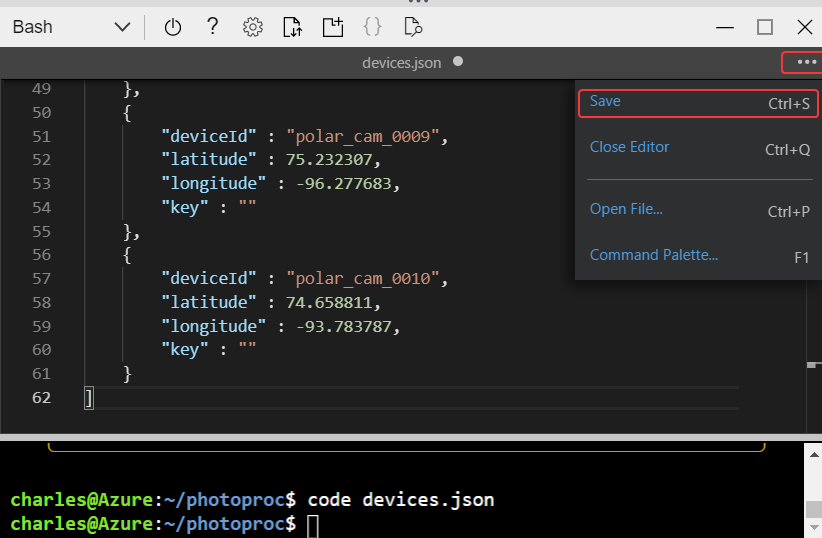 Bash
devices.json
49 },
50 {
51 "deviceId" : "polar_cam_0009",
52 "latitude" : 75.232307,
53 "longitude" : -96.277683,
54 "key" : ""
55 },
56 {
57 "deviceId" : "polar_cam_0010",
58 "latitude" : 74.658811,
59 "longitude" : -93.783787,
60 "key" : ""
61 }
62 ]
Save Ctrl+S
Close Editor Ctrl+Q
Open File... Ctrl+P
Command Palette... F1
charles@Azure:~/photoproc$ code devices.json
charles@Azure:~/photoproc$